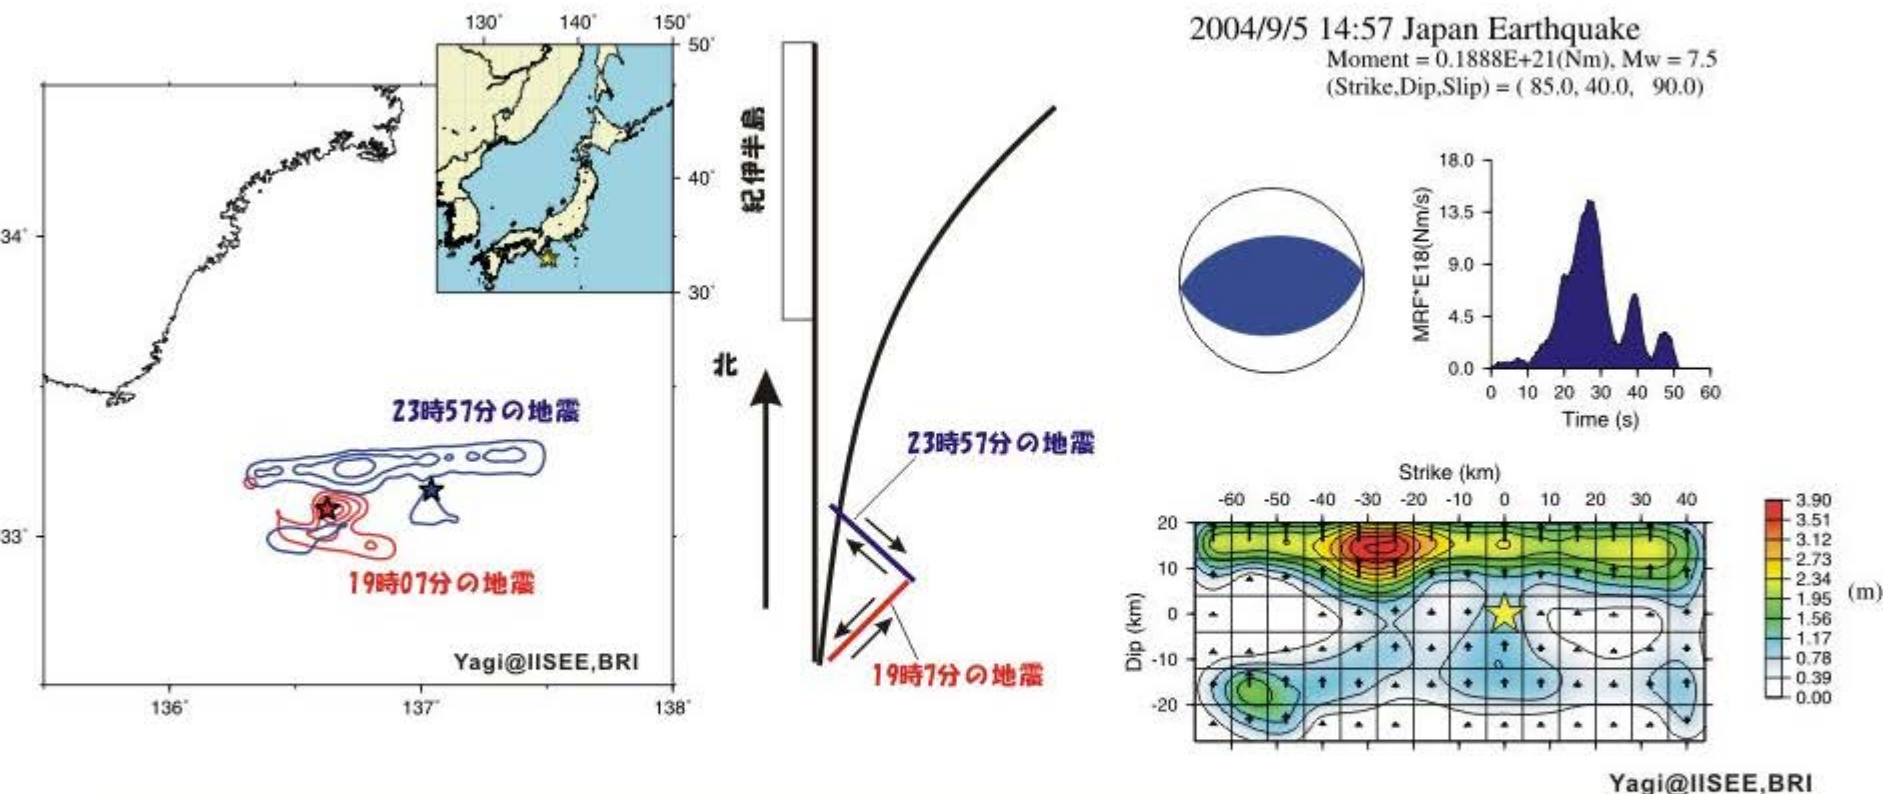 130° 140° 150°
50°
40°
30°
34°
33°
136° 137° 138°
23時57分の地震
19時07分の地震
Yagi@IISEE,BRI
紀伊半島
北
23時57分の地震
19時7分の地震
2004/9/5 14:57 Japan Earthquake
Moment = 0.1888E+21(Nm), Mw = 7.5
(Strike,Dip,Slip) = ( 85.0, 40.0, 90.0)
MRF*E18(Nm/s)
18.0
13.5
9.0
4.5
0.0
0 10 20 30 40 50 60
Time (s)
Strike (km)
-60 -50 -40 -30 -20 -10 0 10 20 30 40
Dip (km)
20
10
0
-10
-20
3.90
3.51
3.12
2.73
2.34
1.95
1.56
1.17
0.78
0.39
0.00
(m)
Yagi@IISEE,BRI